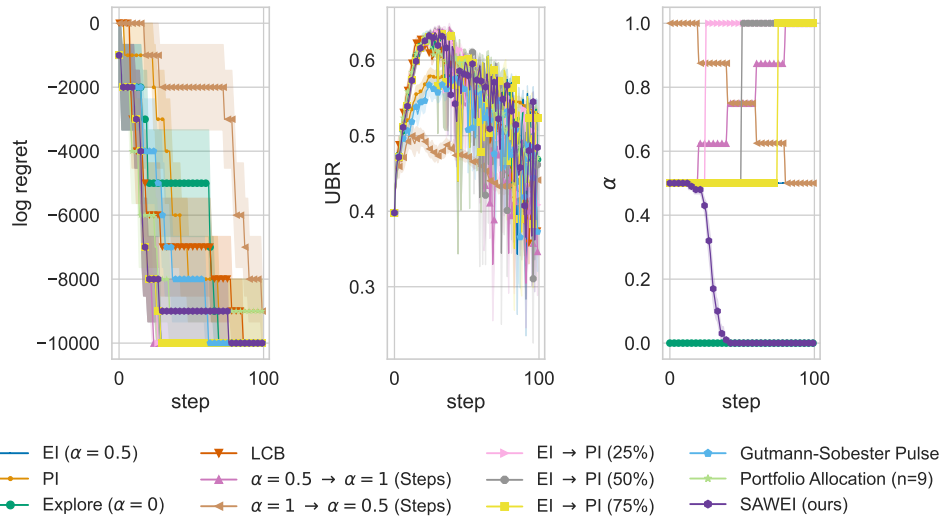 0
−2000
−4000
−6000
−8000
−10000
log regret
0
100
step
0.6
0.5
0.4
0.3
UBR
0
100
step
1.0
0.8
0.6
0.4
0.2
0.0
α
0
100
step
EI (α = 0.5)
PI
Explore (α = 0)
LCB
α = 0.5 → α = 1 (Steps)
α = 1 → α = 0.5 (Steps)
EI → PI (25%)
EI → PI (50%)
EI → PI (75%)
Gutmann-Sobester Pulse
Portfolio Allocation (n=9)
SAWEI (ours)